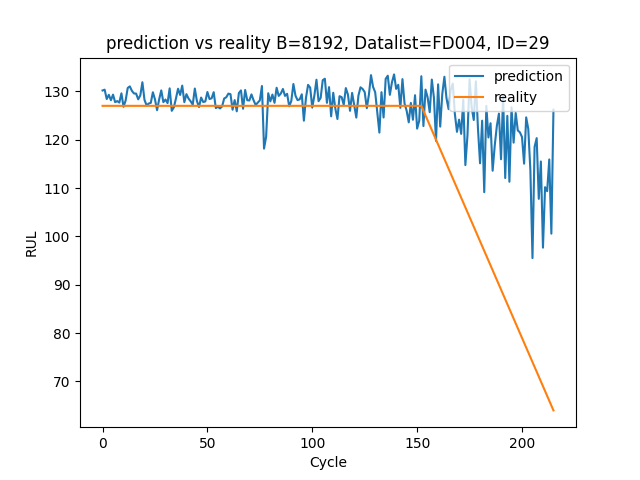 prediction vs reality B=8192, Datalist=FD004, ID=29
prediction
reality
RUL
130
120
110
100
90
80
70
0
50
100
150
200
Cycle